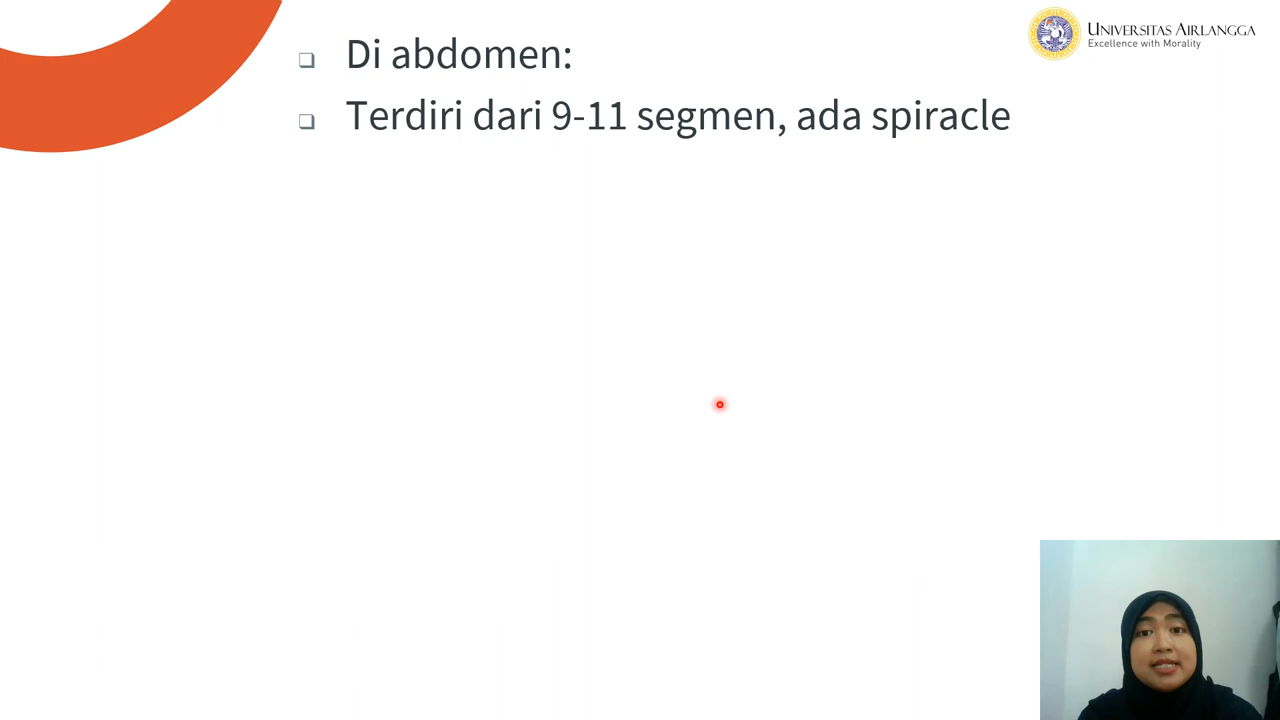 Di abdomen:
Terdiri dari 9-11 segmen, ada spiracle
UNIVERSITAS AIRLANGGA
Excellence with Morality